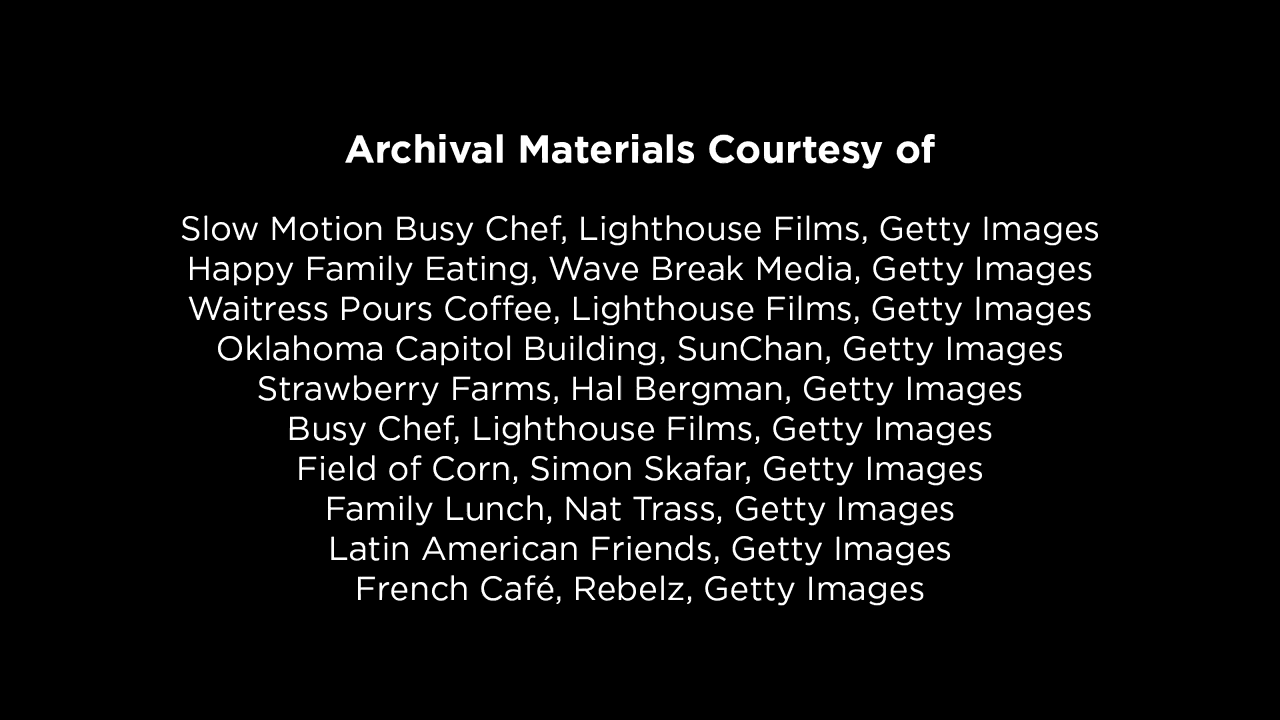 Archival Materials Courtesy of
Slow Motion Busy Chef, Lighthouse Films, Getty Images
Happy Family Eating, Wave Break Media, Getty Images
Waitress Pours Coffee, Lighthouse Films, Getty Images
Oklahoma Capitol Building, SunChan, Getty Images
Strawberry Farms, Hal Bergman, Getty Images
Busy Chef, Lighthouse Films, Getty Images
Field of Corn, Simon Skafar, Getty Images
Family Lunch, Nat Trass, Getty Images
Latin American Friends, Getty Images
French Café, Rebelz, Getty Images